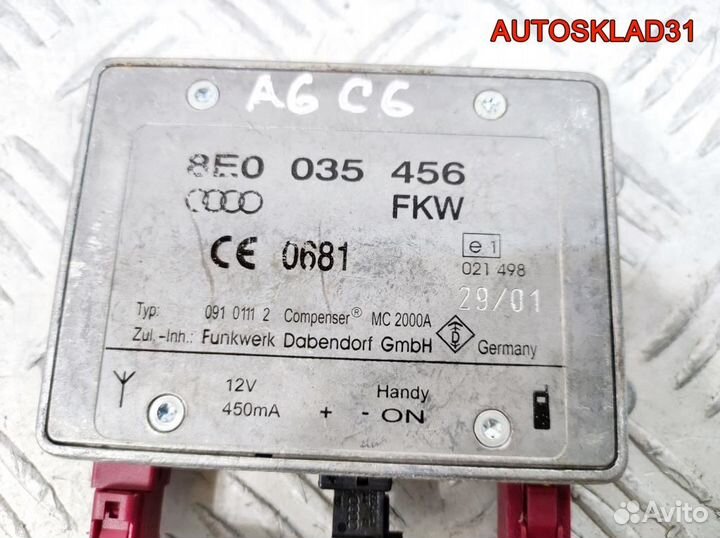 AUTOSKLAD31
A6 C6
8E0 035 456
FKW
CE 0681
e1
021 498
29/01
Typ: 091 0111 2 Compenser® MC 2000A
Zul.-Inh.: Funkwerk Dabendorf GmbH
Germany
12V
450mA
Handy
+ - ON
Avito